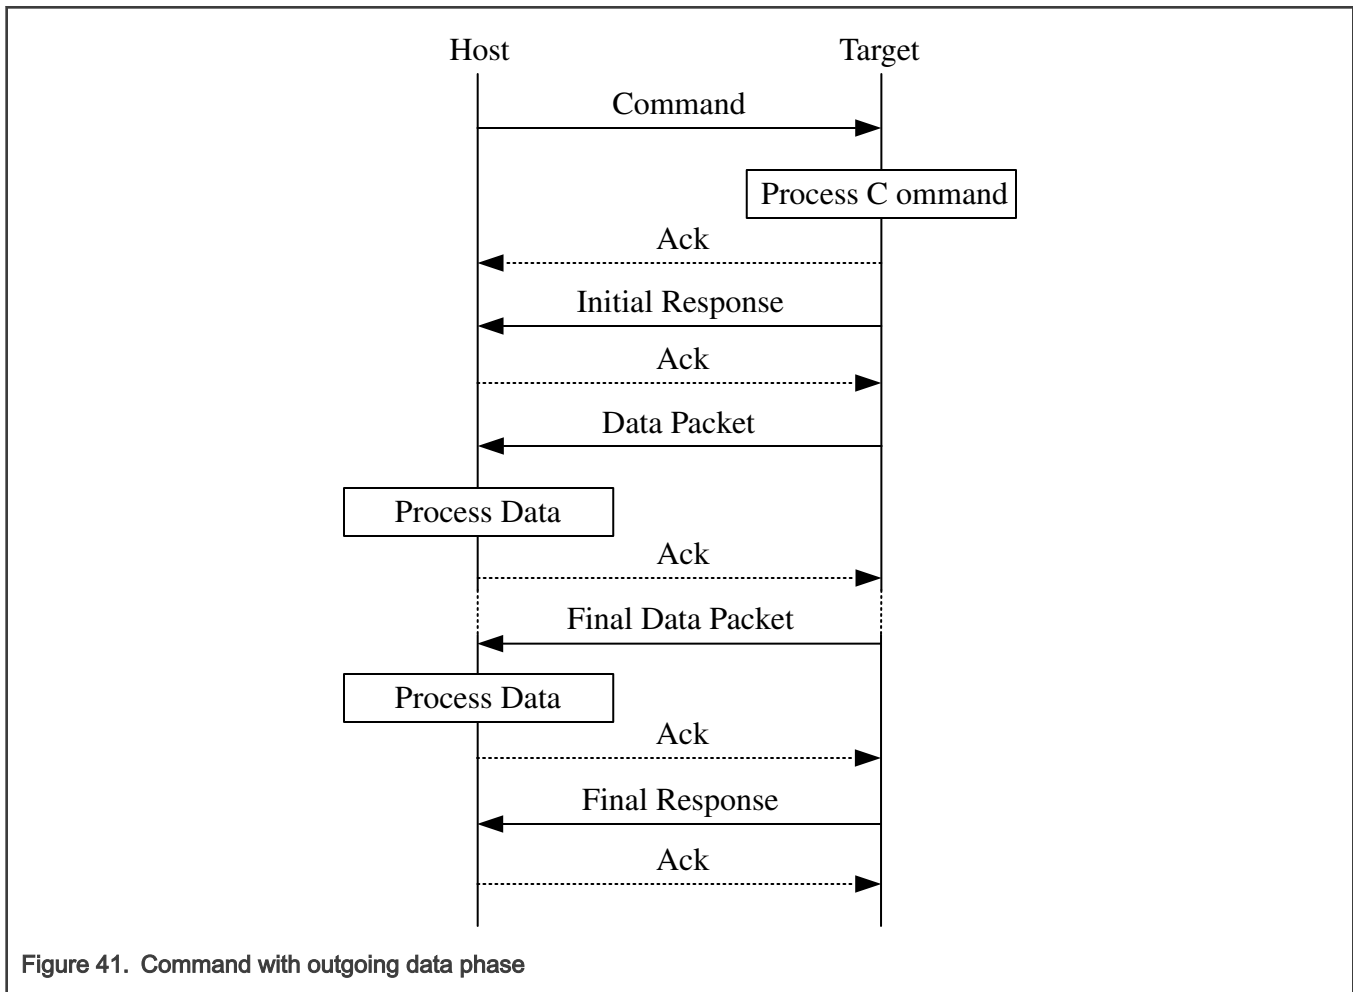 Host
Target
Command
Process C ommand
Ack
Initial Response
Ack
Data Packet
Process Data
Ack
Final Data Packet
Process Data
Ack
Final Response
Ack
Figure 41. Command with outgoing data phase